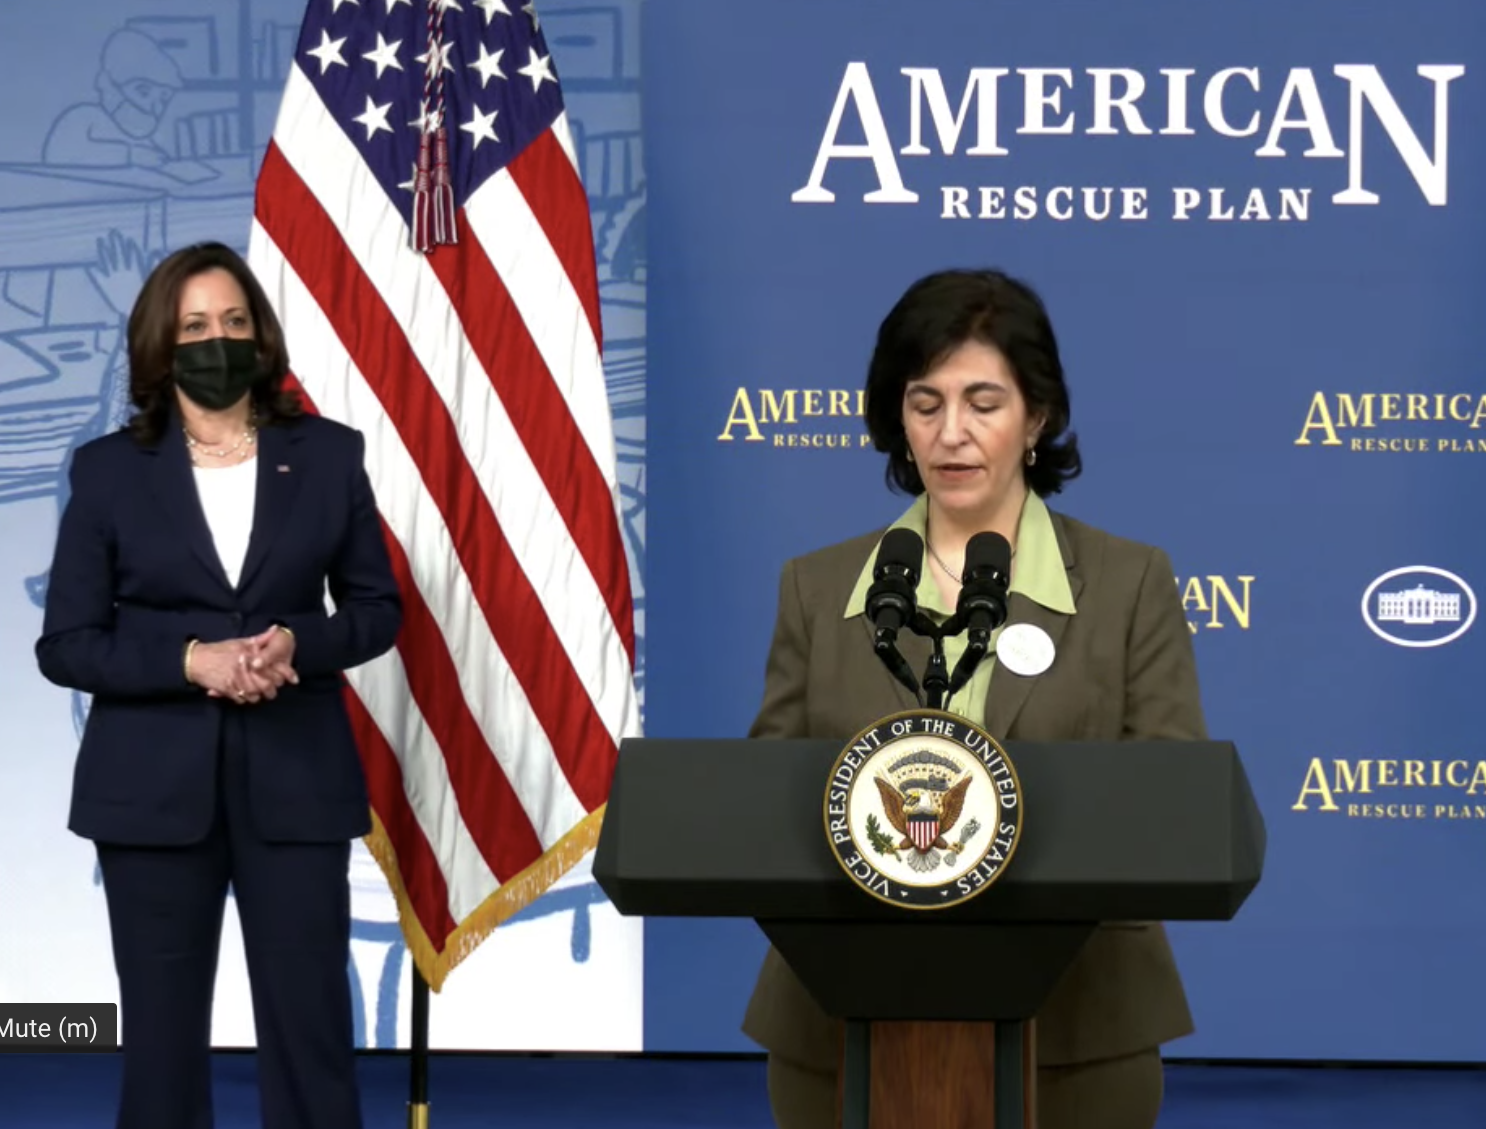 AMERICAN
RESCUE PLAN
AMERI
RESCUE P
AMERICA
RESCUE PLAN
AN
N
VICE PRESIDENT OF THE UNITED STATES
AMERICA
RESCUE PLAN
Mute (m)